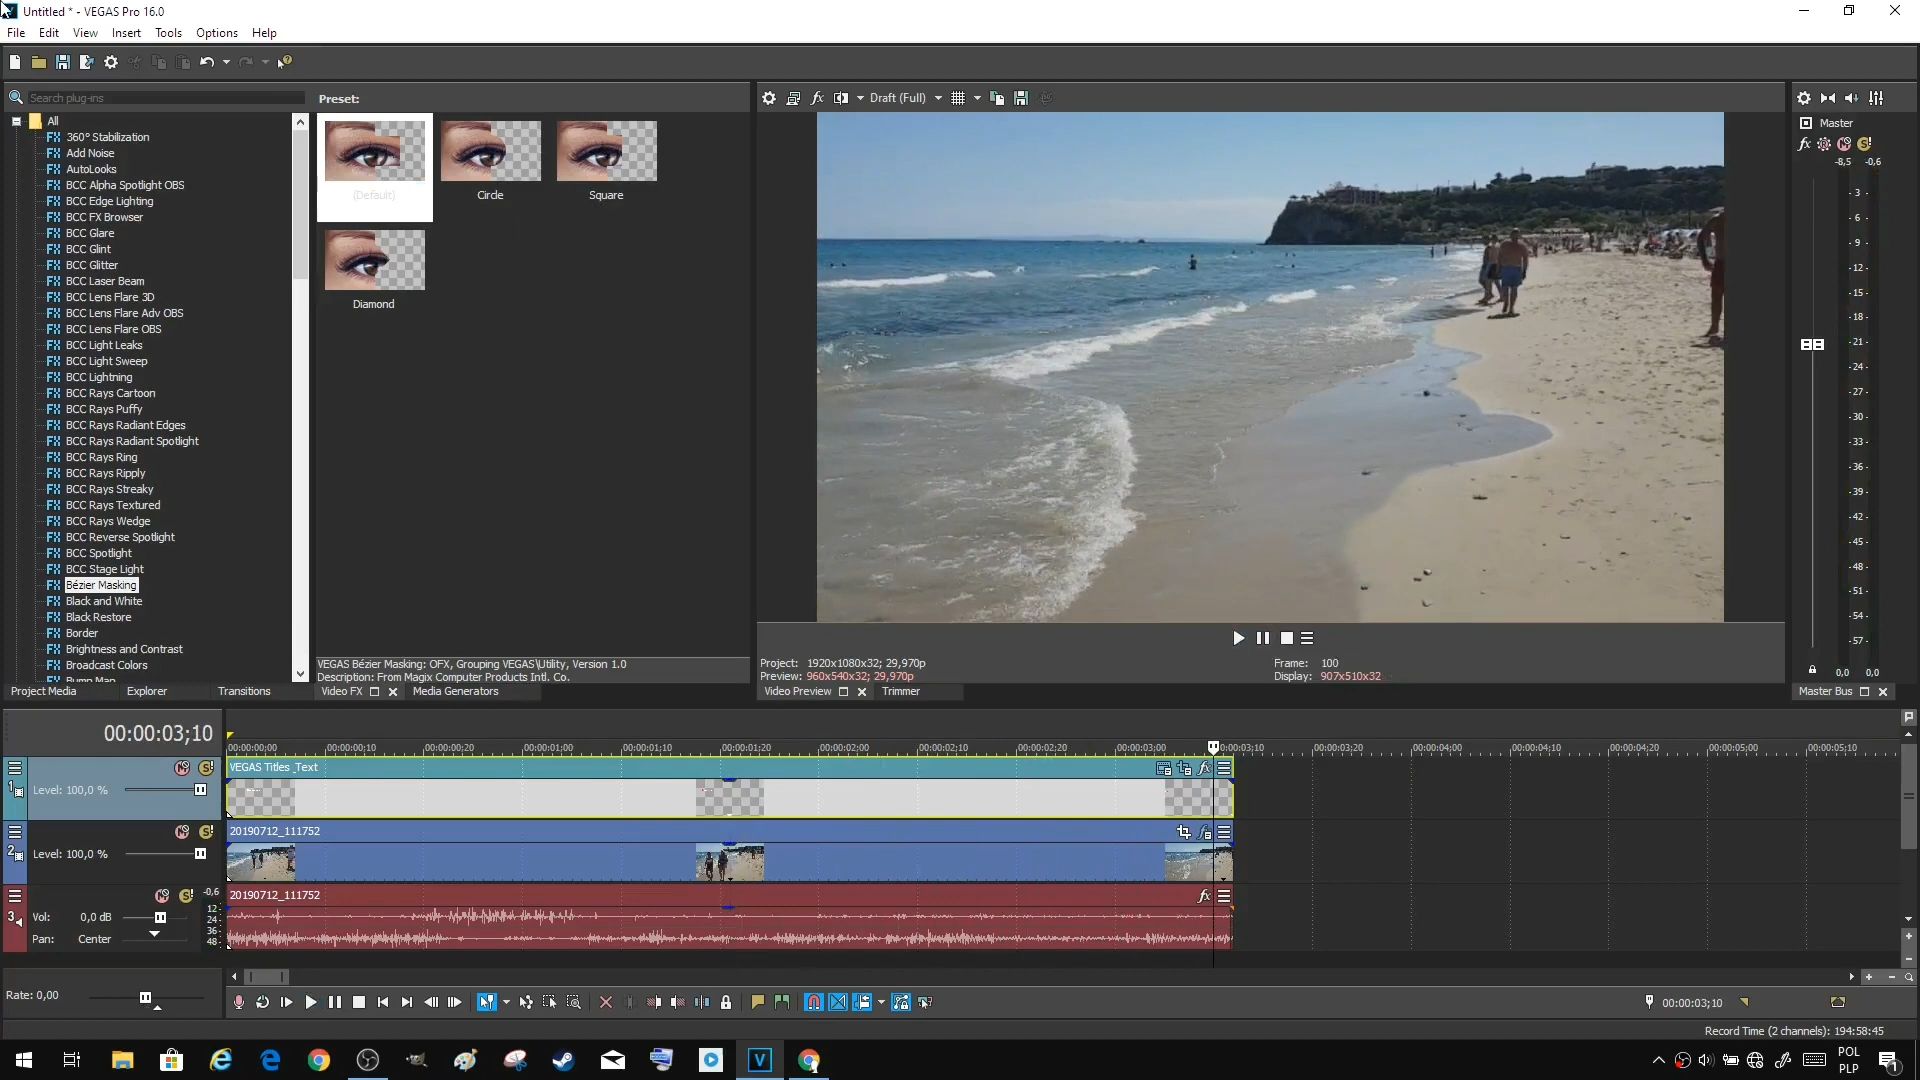 Untitled * - VEGAS Pro 16.0
File Edit View Insert Tools Options Help
Search plug-ins
Preset:
All
360° Stabilization
Add Noise
AutoLooks
BCC Alpha Spotlight OBS
BCC Edge Lighting
BCC FX Browser
BCC Glare
BCC Glint
BCC Glitter
BCC Laser Beam
BCC Lens Flare 3D
BCC Lens Flare Adv OBS
BCC Lens Flare OBS
BCC Light Leaks
BCC Light Sweep
BCC Lightning
BCC Rays Cartoon
BCC Rays Puffy
BCC Rays Radiant Edges
BCC Rays Radiant Spotlight
BCC Rays Ring
BCC Rays Ripply
BCC Rays Streaky
BCC Rays Textured
BCC Rays Wedge
BCC Reverse Spotlight
BCC Spotlight
BCC Stage Light
Bézier Masking
Black and White
Black Restore
Border
Brightness and Contrast
Broadcast Colors
Bump Map
(Default)
Circle
Square
Diamond
VEGAS Bézier Masking: OFX, Grouping VEGAS\Utility, Version 1.0
Description: From Magix Computer Products Intl. Co.
Project Media Explorer Transitions Video FX Media Generators
Draft (Full)
Project: 1920x1080x32; 29,970p
Preview: 960x540x32; 29,970p
Frame: 100
Display: 907x510x32
Video Preview Trimmer
Master
-8,5 -0,6
- 3 -
- 6 -
- 9 -
-12-
-15-
-18-
-21-
-24-
-27-
-30-
-33-
-36-
-39-
-42-
-45-
-48-
-51-
-54-
-57-
0,0 0,0
Master Bus
00:00:03;10
00:00:00;00 00:00:00;10 00:00:00;20 00:00:01;00 00:00:01;10 00:00:01;20 00:00:02;00 00:00:02;10 00:00:02;20 00:00:03;00 0:00:03;10 00:00:03;20 00:00:04;00 00:00:04;10 00:00:04;20 00:00:05;00 00:00:05;10
VEGAS Titles _Text
1
Level: 100,0 %
20190712_111752
2
Level: 100,0 %
20190712_111752
3
-0,6
12-
24-
36-
48-
Vol: 0,0 dB
Pan: Center
Rate: 0,00
00:00:03;10
Record Time (2 channels): 194:58:45
POL
PLP
1